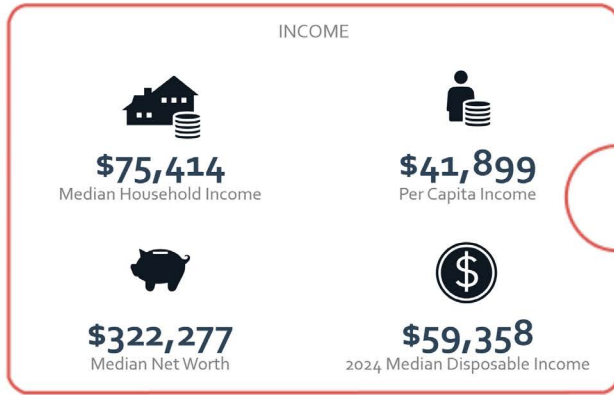 INCOME
$75,414
Median Household Income
$41,899
Per Capita Income
$322,277
Median Net Worth
$59,358
2024 Median Disposable Income